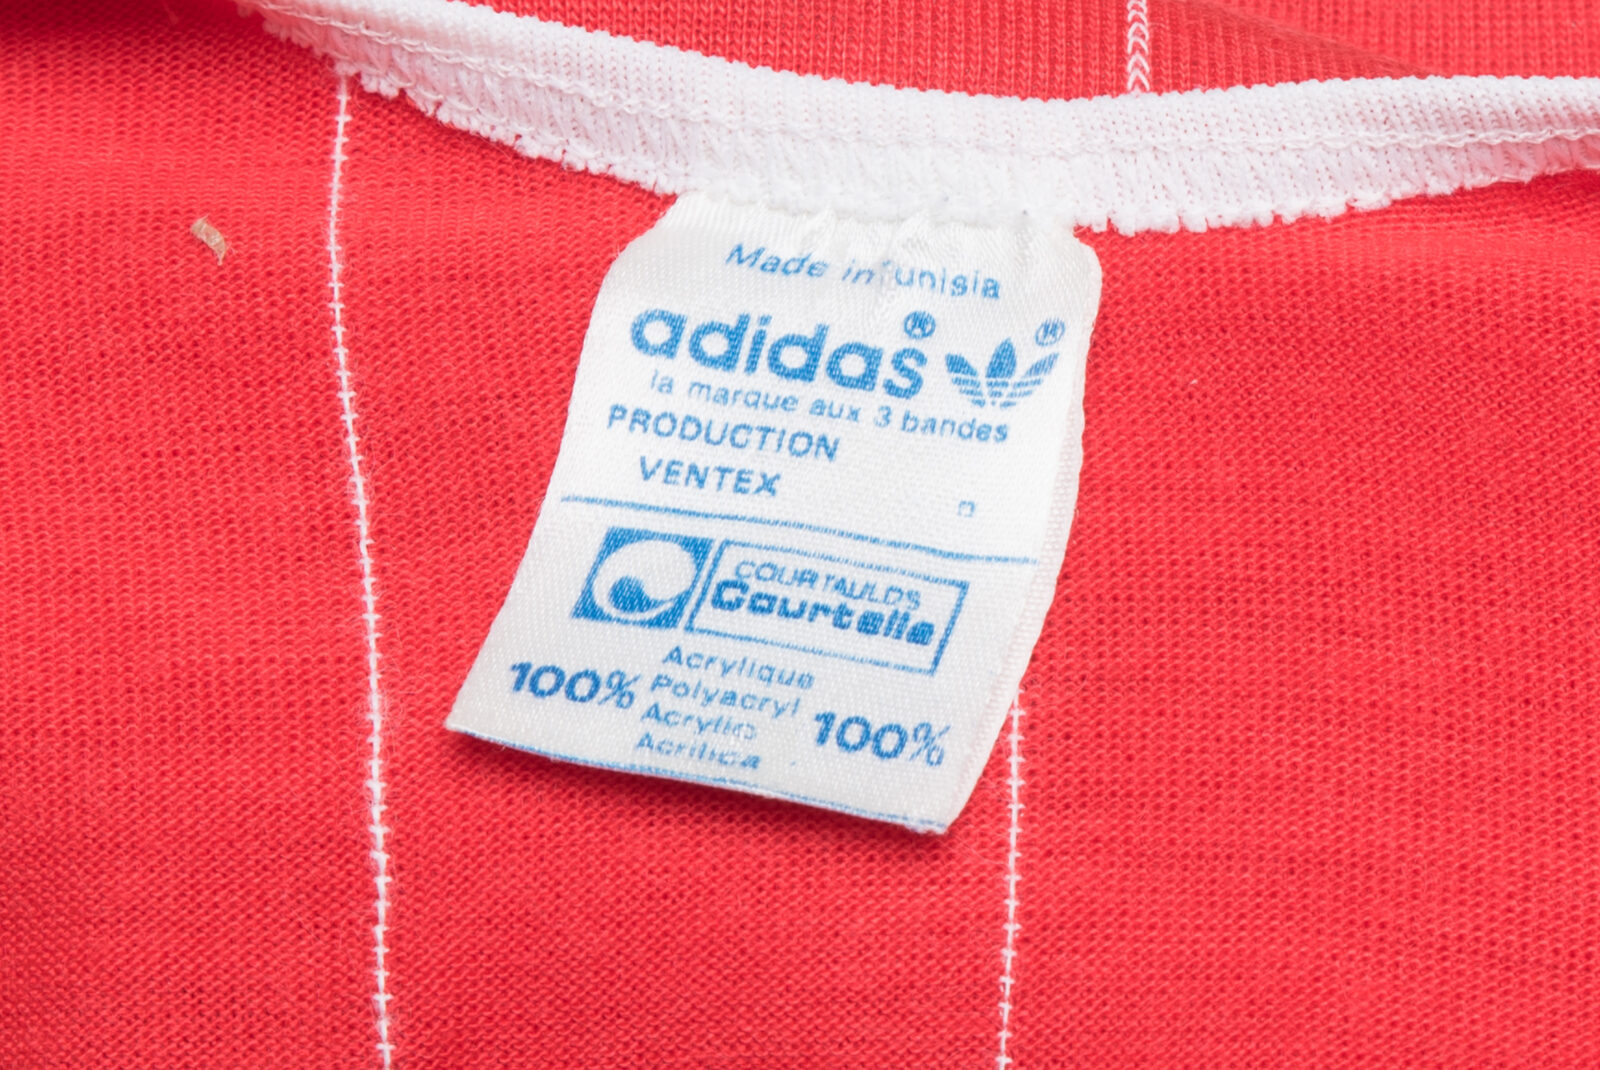 Made in Tunisia
adidas® ®
la marque aux 3 bandes
PRODUCTION
VENTEX
COURTAULDS
Courtelle
Acrylique
100% Polyacryl 100%
Acrylic
Acrilica